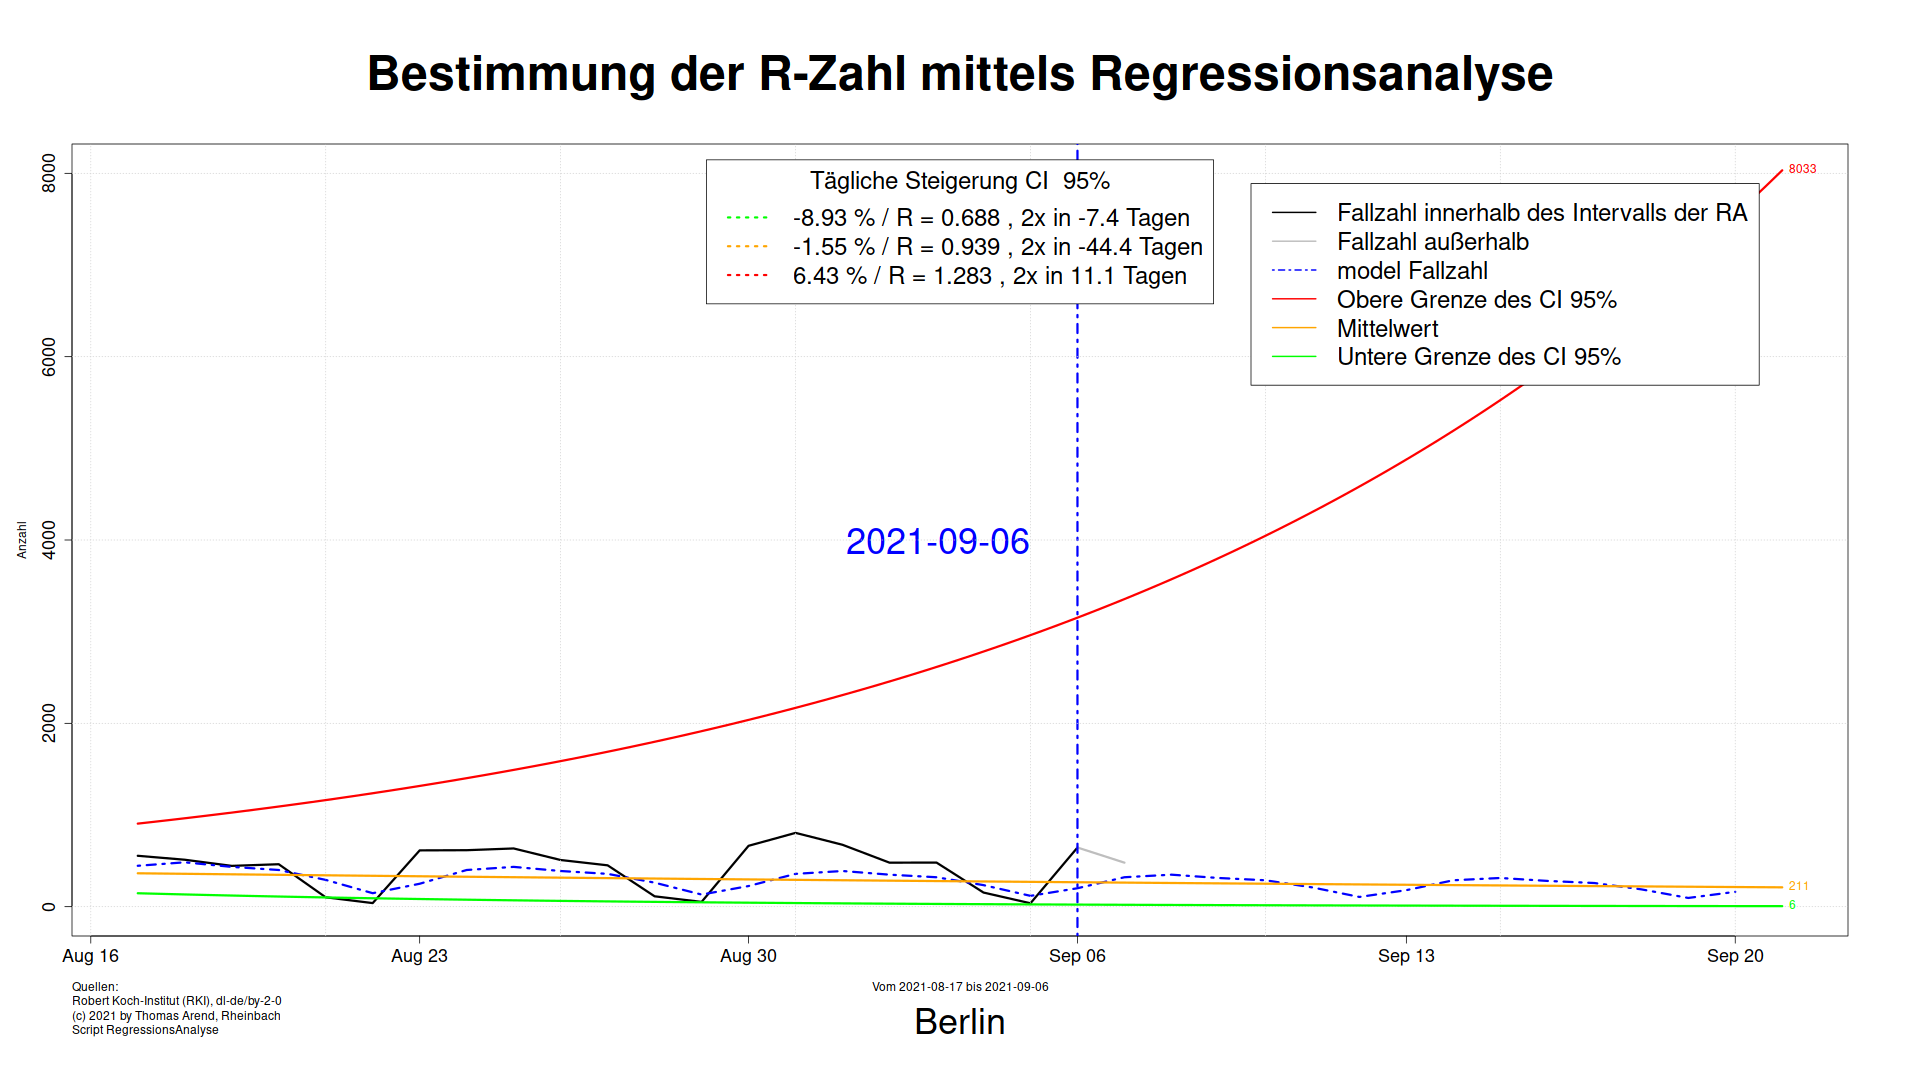 Bestimmung der R-Zahl mittels Regressionsanalyse
Anzahl
8000
6000
4000
2000
0
Tägliche Steigerung CI  95%
-8.93 % / R = 0.688 , 2x in -7.4 Tagen
-1.55 % / R = 0.939 , 2x in -44.4 Tagen
6.43 % / R = 1.283 , 2x in 11.1 Tagen
8033
Fallzahl innerhalb des Intervalls der RA
Fallzahl außerhalb
model Fallzahl
Obere Grenze des CI 95%
Mittelwert
Untere Grenze des CI 95%
2021-09-06
211
6
Aug 16
Aug 23
Aug 30
Sep 06
Sep 13
Sep 20
Quellen:
Robert Koch-Institut (RKI), dl-de/by-2-0
(c) 2021 by Thomas Arend, Rheinbach
Script RegressionsAnalyse
Vom 2021-08-17 bis 2021-09-06
Berlin